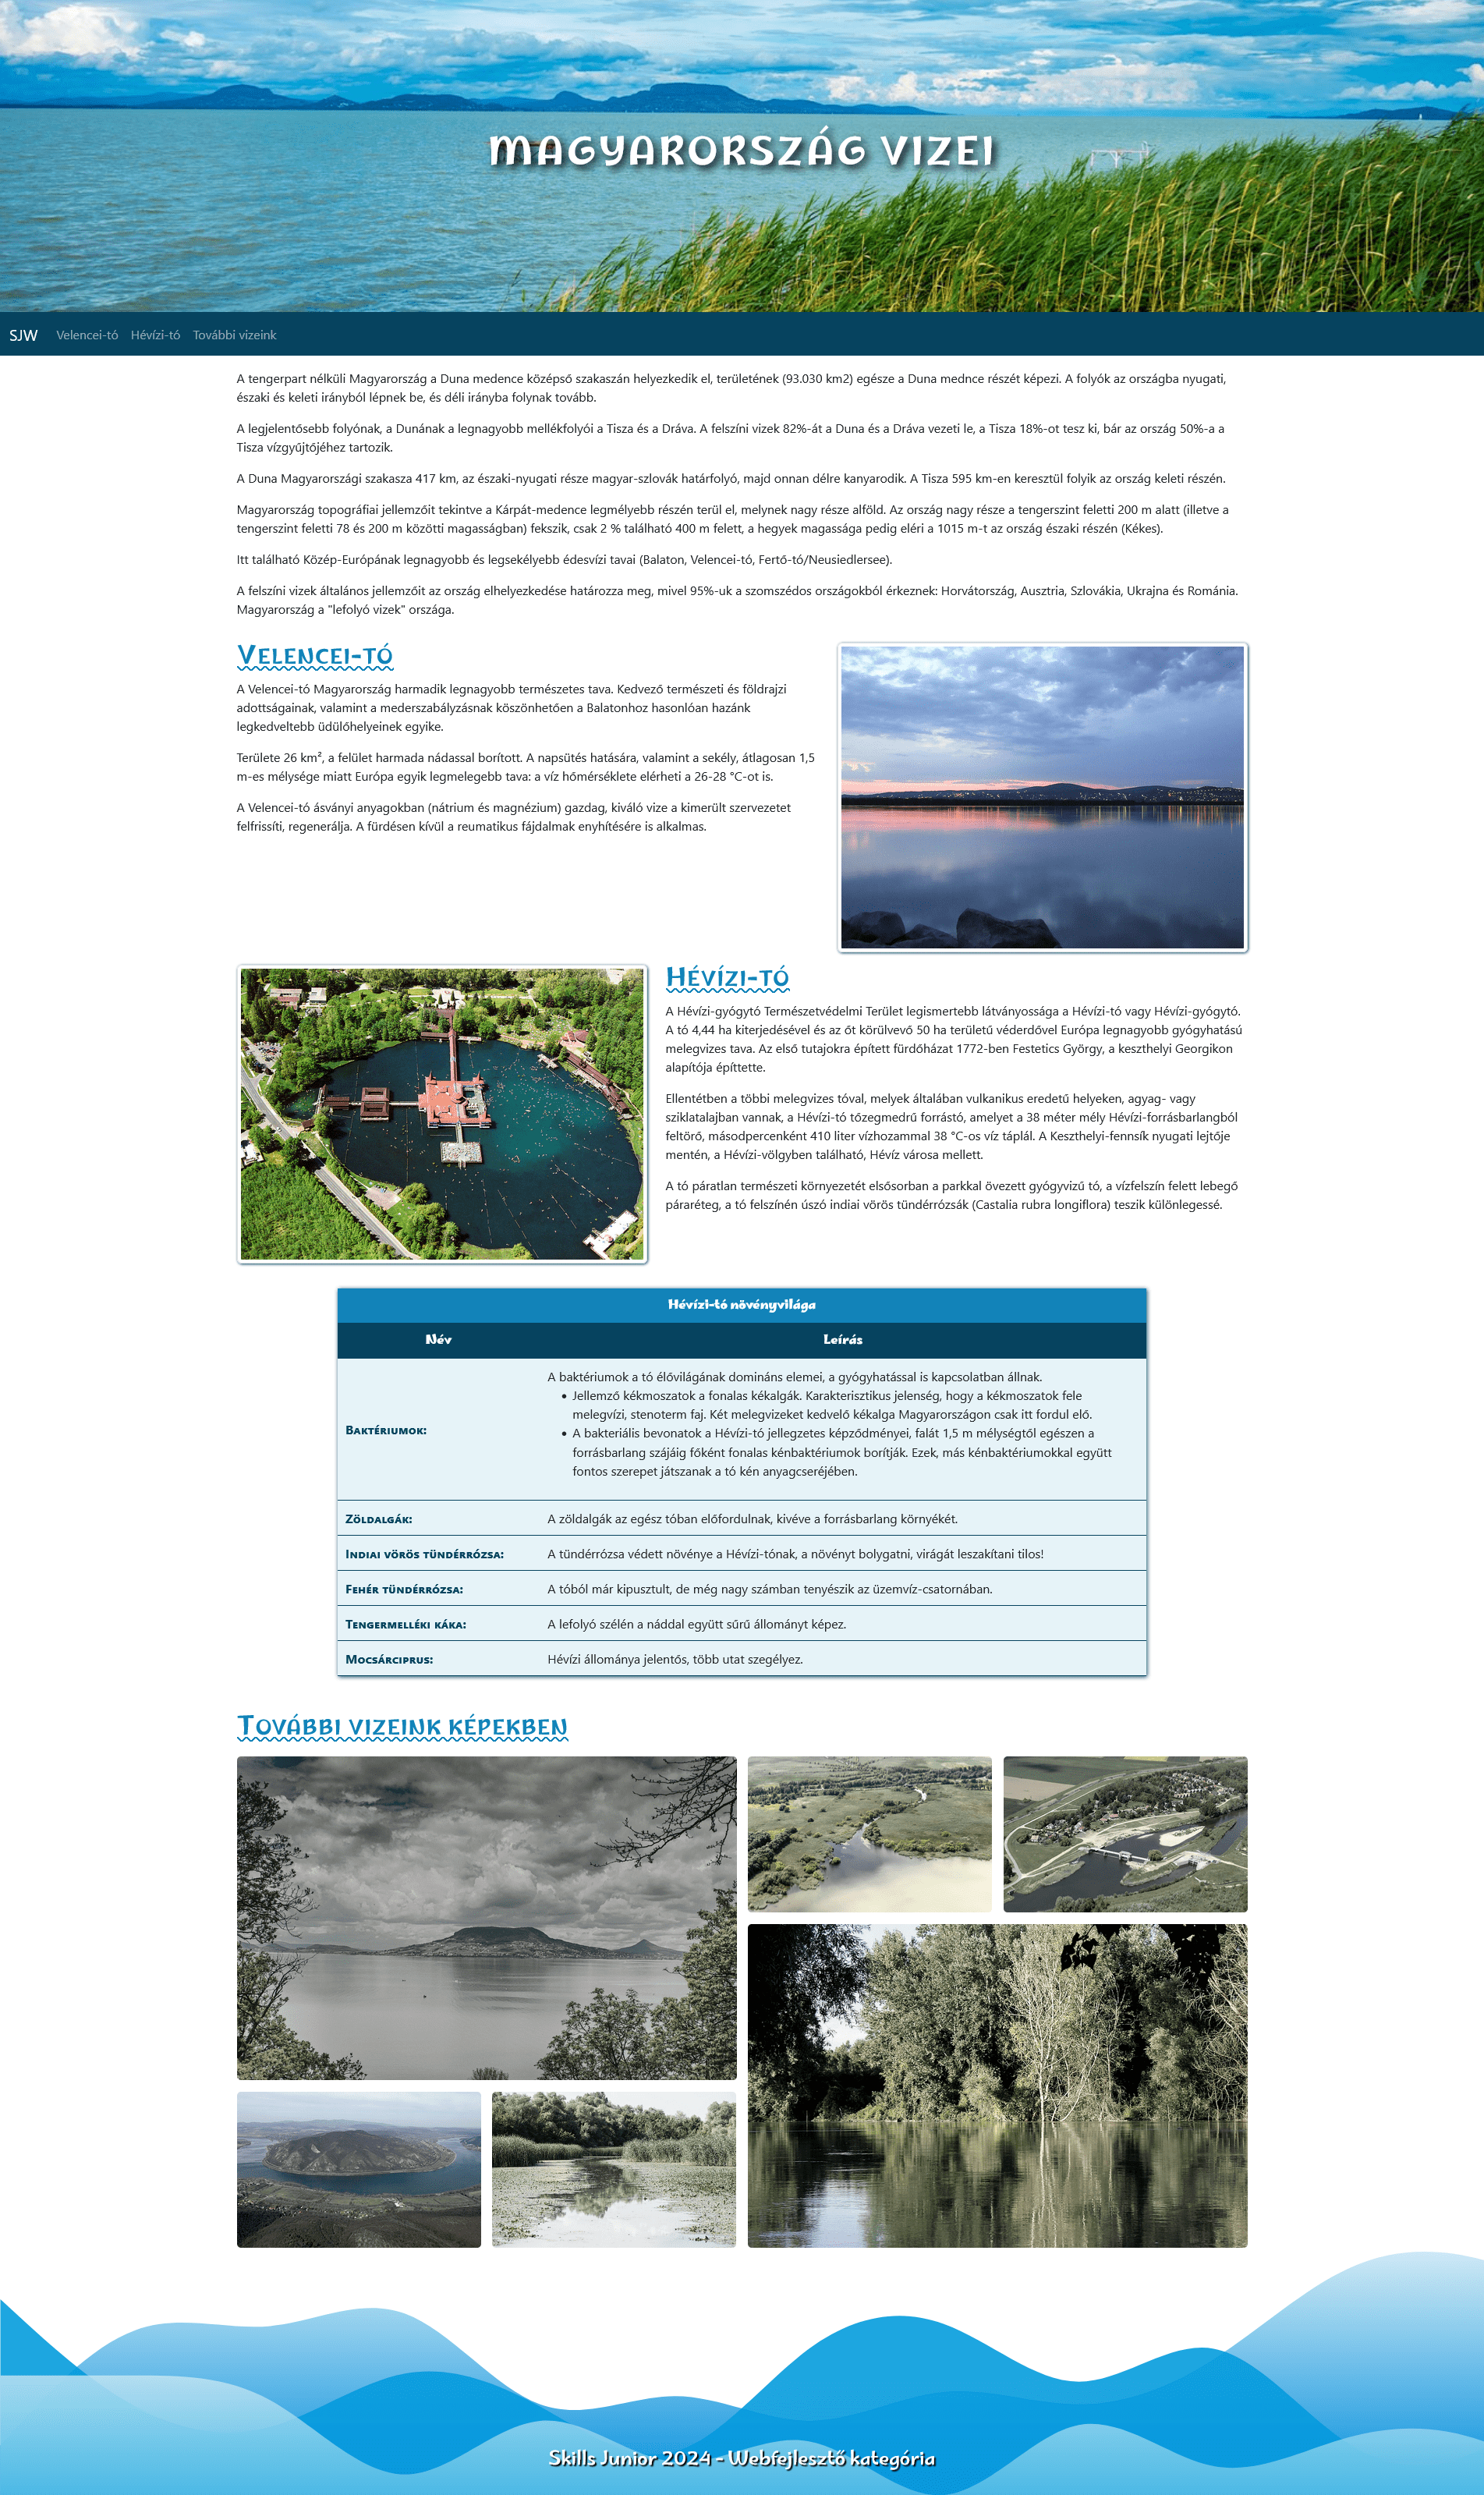 MAGYARORSZÁG VIZEI
SJW Velencei-tó Hévízi-tó További vizeink
A tengerpart nélküli Magyarország a Duna medence középső szakaszán helyezkedik el, területének (93.030 km2) egésze a Duna mednce részét képezi. A folyók az országba nyugati,
északi és keleti irányból lépnek be, és déli irányba folynak tovább.
A legjelentősebb folyónak, a Dunának a legnagyobb mellékfolyói a Tisza és a Dráva. A felszíni vizek 82%-át a Duna és a Dráva vezeti le, a Tisza 18%-ot tesz ki, bár az ország 50%-a a
Tisza vízgyűjtőjéhez tartozik.
A Duna Magyarországi szakasza 417 km, az északi-nyugati része magyar-szlovák határfolyó, majd onnan délre kanyarodik. A Tisza 595 km-en keresztül folyik az ország keleti részén.
Magyarország topográfiai jellemzőit tekintve a Kárpát-medence legmélyebb részén terül el, melynek nagy része alföld. Az ország nagy része a tengerszint feletti 200 m alatt (illetve a
tengerszint feletti 78 és 200 m közötti magasságban) fekszik, csak 2 % található 400 m felett, a hegyek magassága pedig eléri a 1015 m-t az ország északi részén (Kékes).
Itt található Közép-Európának legnagyobb és legsekélyebb édesvízi tavai (Balaton, Velencei-tó, Fertő-tó/Neusiedlersee).
A felszíni vizek általános jellemzőit az ország elhelyezkedése határozza meg, mivel 95%-uk a szomszédos országokból érkeznek: Horvátország, Ausztria, Szlovákia, Ukrajna és Románia.
Magyarország a "lefolyó vizek" országa.
Velencei-tó
A Velencei-tó Magyarország harmadik legnagyobb természetes tava. Kedvező természeti és földrajzi
adottságainak, valamint a mederszabályzásnak köszönhetően a Balatonhoz hasonlóan hazánk
legkedveltebb üdülőhelyeinek egyike.
Területe 26 km², a felület harmada nádassal borított. A napsütés hatására, valamint a sekély, átlagosan 1,5
m-es mélysége miatt Európa egyik legmelegebb tava: a víz hőmérséklete elérheti a 26-28 °C-ot is.
A Velencei-tó ásványi anyagokban (nátrium és magnézium) gazdag, kiváló vize a kimerült szervezetet
felfrissíti, regenerálja. A fürdésen kívül a reumatikus fájdalmak enyhítésére is alkalmas.
Hévízi-tó
A Hévízi-gyógytó Természetvédelmi Terület legismertebb látványossága a Hévízi-tó vagy Hévízi-gyógytó.
A tó 4,44 ha kiterjedésével és az őt körülvevő 50 ha területű véderdővel Európa legnagyobb gyógyhatású
melegvizes tava. Az első tutajokra épített fürdőházat 1772-ben Festetics György, a keszthelyi Georgikon
alapítója építtette.
Ellentétben a többi melegvizes tóval, melyek általában vulkanikus eredetű helyeken, agyag- vagy
sziklatalajban vannak, a Hévízi-tó tőzegmedrű forrástó, amelyet a 38 méter mély Hévízi-forrásbarlangból
feltörő, másodpercenként 410 liter vízhozammal 38 °C-os víz táplál. A Keszthelyi-fennsík nyugati lejtője
mentén, a Hévízi-völgyben található, Hévíz városa mellett.
A tó páratlan természeti környezetét elsősorban a parkkal övezett gyógyvizű tó, a vízfelszín felett lebegő
páraréteg, a tó felszínén úszó indiai vörös tündérrózsák (Castalia rubra longiflora) teszik különlegessé.
Hévízi-tó növényvilága
Név Leírás
Baktériumok:
A baktériumok a tó élővilágának domináns elemei, a gyógyhatással is kapcsolatban állnak.
• Jellemző kékmoszatok a fonalas kékalgák. Karakterisztikus jelenség, hogy a kékmoszatok fele
melegvízi, stenoterm faj. Két melegvizeket kedvelő kékalga Magyarországon csak itt fordul elő.
• A bakteriális bevonatok a Hévízi-tó jellegzetes képződményei, falát 1,5 m mélységtől egészen a
forrásbarlang szájáig főként fonalas kénbaktériumok borítják. Ezek, más kénbaktériumokkal együtt
fontos szerepet játszanak a tó kén anyagcseréjében.
Zöldalgák: A zöldalgák az egész tóban előfordulnak, kivéve a forrásbarlang környékét.
Indiai vörös tündérrózsa: A tündérrózsa védett növénye a Hévízi-tónak, a növényt bolygatni, virágát leszakítani tilos!
Fehér tündérrózsa: A tóból már kipusztult, de még nagy számban tenyészik az üzemvíz-csatornában.
Tengermelléki káka: A lefolyó szélén a náddal együtt sűrű állományt képez.
Mocsárciprus: Hévízi állománya jelentős, több utat szegélyez.
További vizeink képekben
Skills Junior 2024 - Webfejlesztő kategória